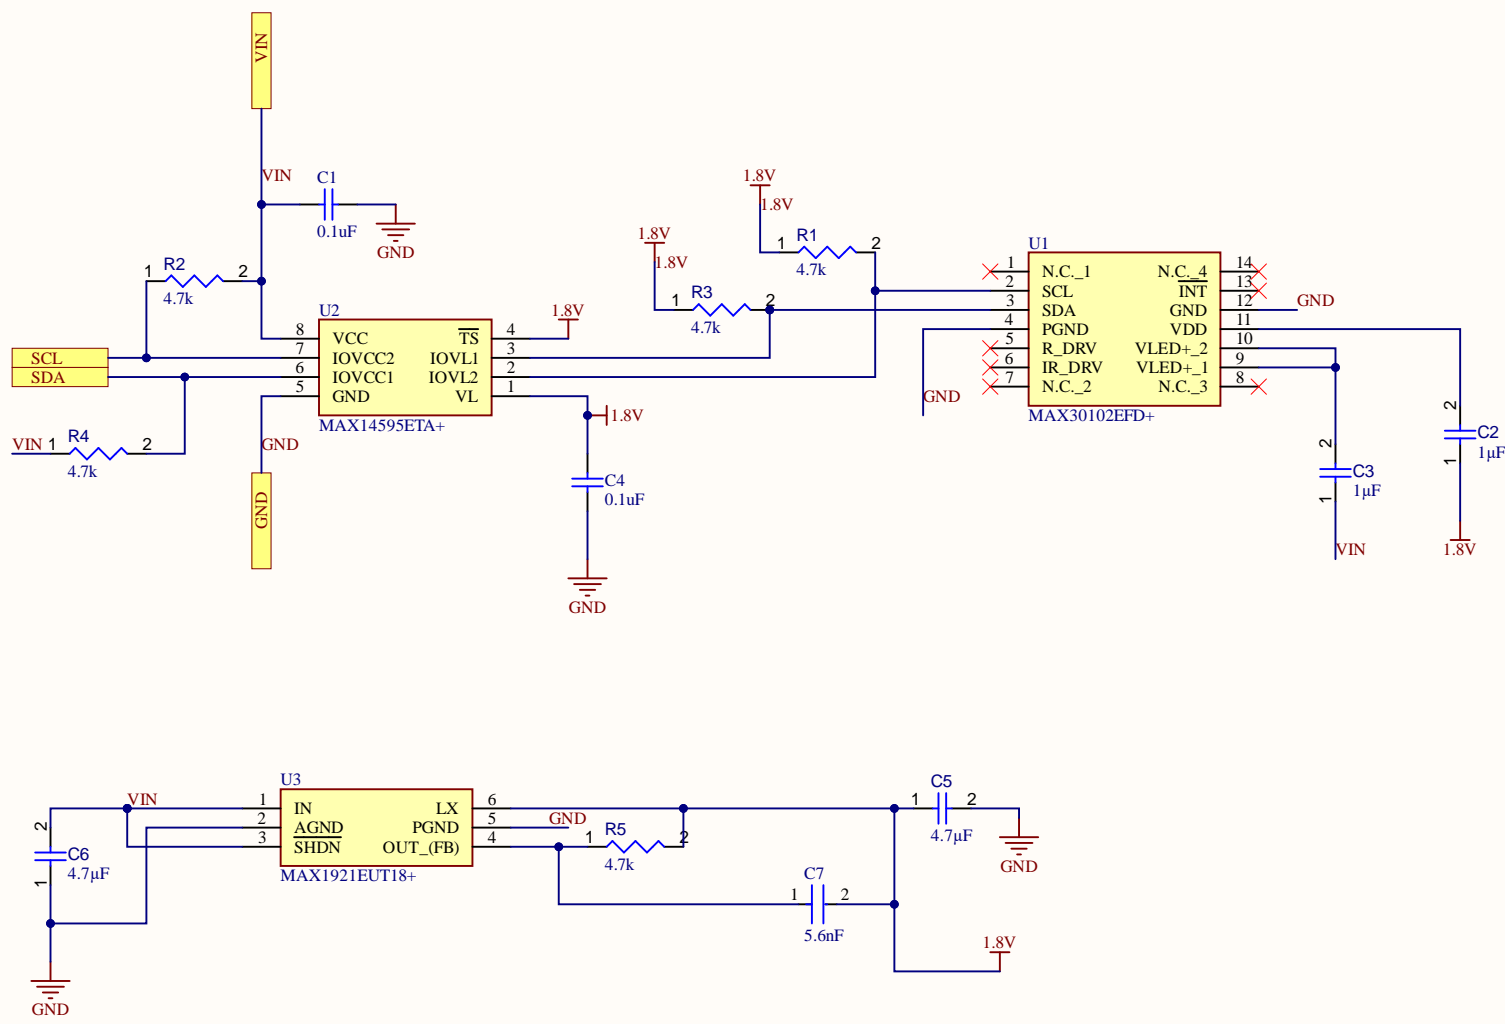 VIN
VIN
C1
0.1uF
GND
R2
1 2
4.7k
U2
8 VCC TS 4
7 IOVCC2 IOVL1 3
6 IOVCC1 IOVL2 2
5 GND VL 1
MAX14595ETA+
SCL
SDA
VIN 1 R4 2
4.7k
GND
GND
1.8V
1.8V
C4
0.1uF
GND
1.8V
1.8V
1 R1 2
4.7k
1.8V
1.8V
1 R3 2
4.7k
U1
1 N.C._1 N.C._4 14
2 SCL INT 13
3 SDA GND 12
4 PGND VDD 11
5 R_DRV VLED+_2 10
6 IR_DRV VLED+_1 9
7 N.C._2 N.C._3 8
MAX30102EFD+
GND
GND
2
C3
1µF
1
VIN
2
C2
1µF
1
1.8V
U3
1 IN LX 6
2 AGND PGND 5
3 SHDN OUT_(FB) 4
MAX1921EUT18+
VIN
2
C6
4.7µF
1
GND
GND
1 R5 2
4.7k
C7
1 2
5.6nF
C5
1 2
4.7µF
GND
1.8V